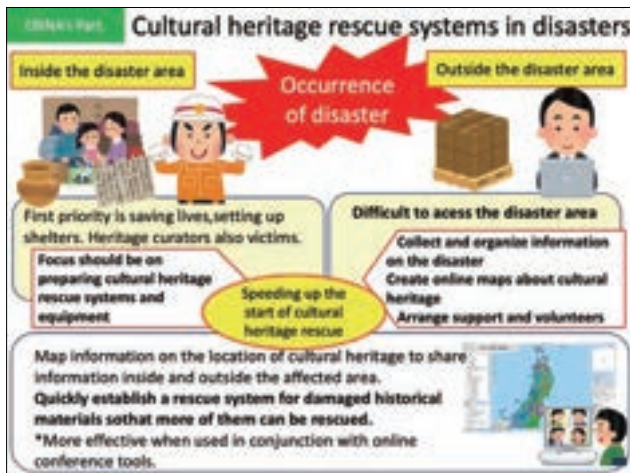 Cultural heritage rescue systems in disasters
Inside the disaster area
Occurrence
of disaster
Outside the disaster area
First priority is saving lives,setting up
shelters. Heritage curators also victims.
Focus should be on
preparing cultural heritage
rescue systems and
equipment
Speeding up the
start of cultural
heritage rescue
Difficult to acess the disaster area
Collect and organize information
on the disaster
Create online maps about cultural
heritage
Arrange support and volunteers
Map information on the location of cultural heritage to share
information inside and outside the affected area.
Quickly establish a rescue system for damaged historical
materials sothat more of them can be rescued.
*More effective when used in conjunction with online
conference tools.